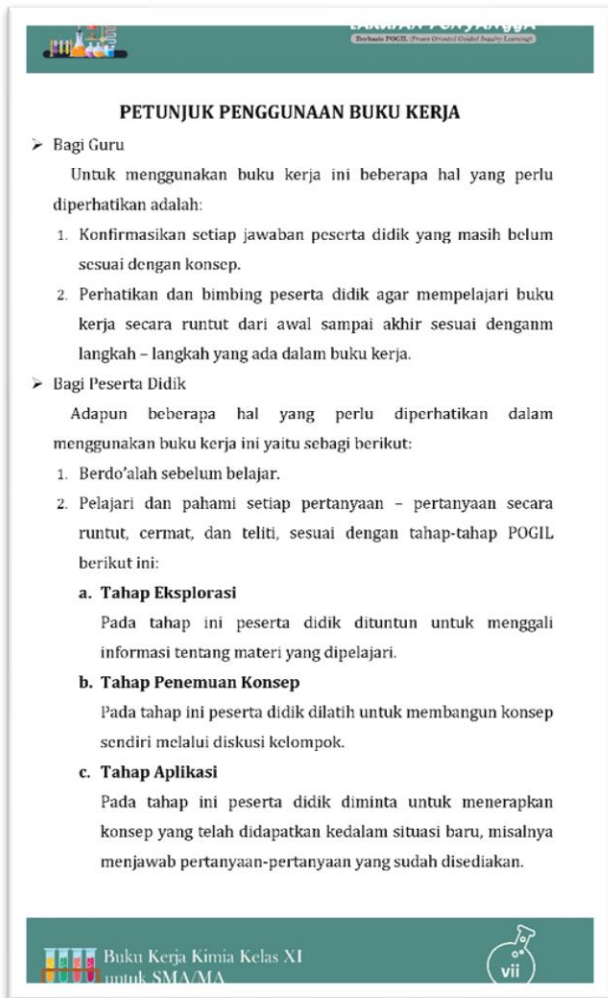 LARUTAN PENYANGGA
Berbasis POGIL (Proses Oriented Guided Inquiry Learning)
PETUNJUK PENGGUNAAN BUKU KERJA
➤ Bagi Guru
Untuk menggunakan buku kerja ini beberapa hal yang perlu
diperhatikan adalah:
1. Konfirmasikan setiap jawaban peserta didik yang masih belum
sesuai dengan konsep.
2. Perhatikan dan bimbing peserta didik agar mempelajari buku
kerja secara runtut dari awal sampai akhir sesuai denganm
langkah – langkah yang ada dalam buku kerja.
➤ Bagi Peserta Didik
Adapun beberapa hal yang perlu diperhatikan dalam
menggunakan buku kerja ini yaitu sebagi berikut:
1. Berdo’alah sebelum belajar.
2. Pelajari dan pahami setiap pertanyaan – pertanyaan secara
runtut, cermat, dan teliti, sesuai dengan tahap-tahap POGIL
berikut ini:
a. Tahap Eksplorasi
Pada tahap ini peserta didik dituntun untuk menggali
informasi tentang materi yang dipelajari.
b. Tahap Penemuan Konsep
Pada tahap ini peserta didik dilatih untuk membangun konsep
sendiri melalui diskusi kelompok.
c. Tahap Aplikasi
Pada tahap ini peserta didik diminta untuk menerapkan
konsep yang telah didapatkan kedalam situasi baru, misalnya
menjawab pertanyaan-pertanyaan yang sudah disediakan.
Buku Kerja Kimia Kelas XI
untuk SMA/MA
vii